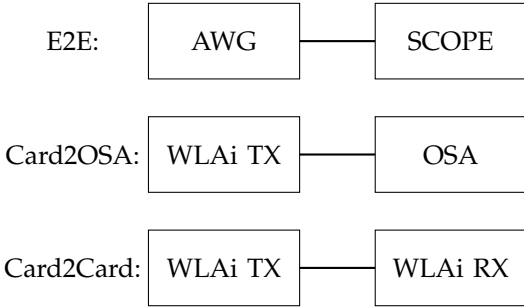 E2E: AWG SCOPE
Card2OSA: WLAi TX OSA
Card2Card: WLAi TX WLAi RX